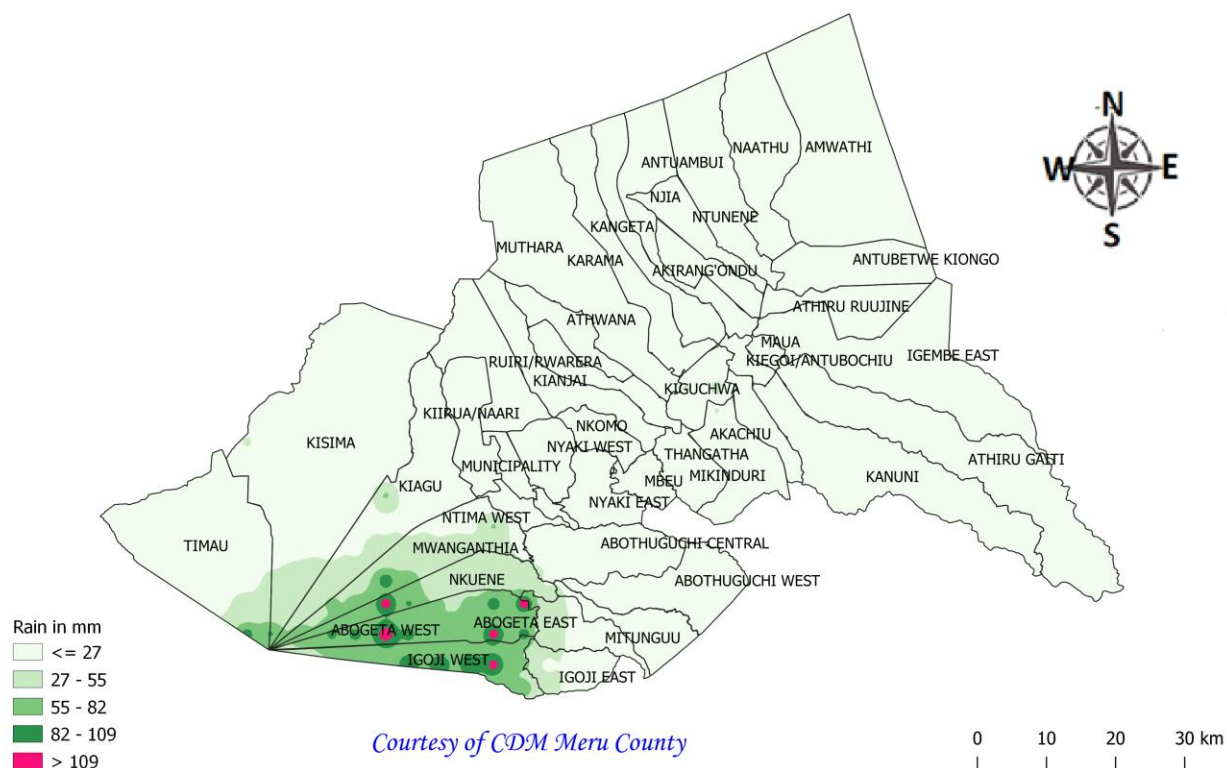 N
W E
S
NAATHU AMWATHI
ANTUAMBUI
NJIA
NTUNENE
KANGETA
MUTHARA
KARAMA
ANTUBETWE KIONGO
AKIRANG'ONDU
ATHIRU RUUJINE
ATHWANA
MAUA
IGEMBE EAST
KIEGOI/ANTUBOCHIU
RUIRI/RWARERA
KIANJAI
KIGUCHWA
KIIRUA/NAARI
NKOMO
AKACHIU
KISIMA
NYAKI WEST
THANGATHA
ATHIRU GAITI
MUNICIPALITY
MIKINDURI
KANUNI
MBEU
KIAGU
NYAKI EAST
NTIMA WEST
TIMAU
MWANGANTHIA
ABOTHUGUCHI CENTRAL
NKUENE
ABOTHUGUCHI WEST
ABOGETA EAST
ABOGETA WEST
MITUNGUU
IGOJI WEST
IGOJI EAST
Rain in mm
<= 27
27 - 55
55 - 82
82 - 109
> 109
Courtesy of CDM Meru County
0 10 20 30 km